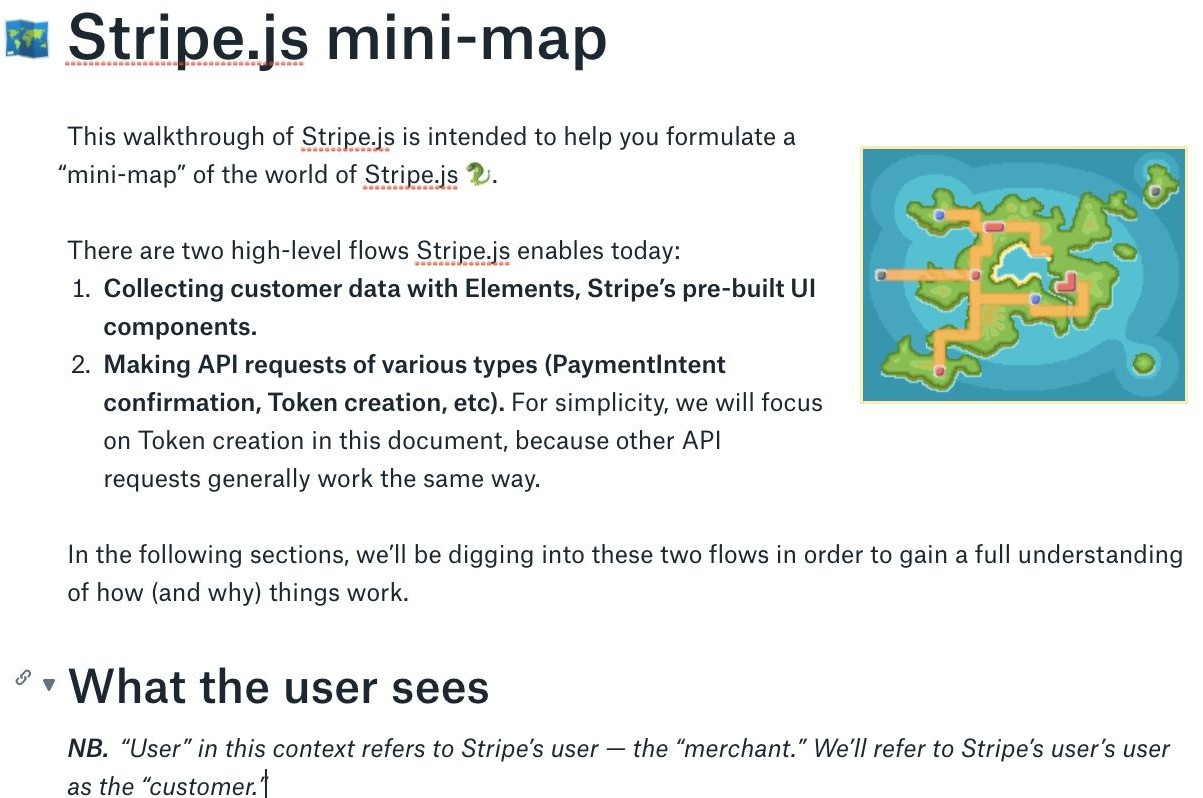 🗺️ Stripe.js mini-map
This walkthrough of Stripe.js is intended to help you formulate a
“mini-map” of the world of Stripe.js 🐉.
There are two high-level flows Stripe.js enables today:
1. Collecting customer data with Elements, Stripe’s pre-built UI
components.
2. Making API requests of various types (PaymentIntent
confirmation, Token creation, etc). For simplicity, we will focus
on Token creation in this document, because other API
requests generally work the same way.
In the following sections, we’ll be digging into these two flows in order to gain a full understanding
of how (and why) things work.
What the user sees
NB. “User” in this context refers to Stripe’s user — the “merchant.” We’ll refer to Stripe’s user’s user
as the “customer.”